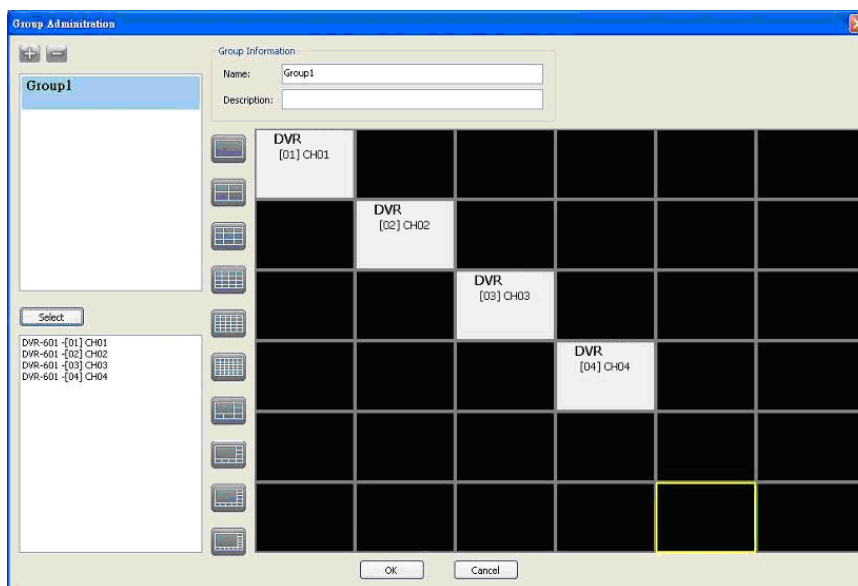 Group Adminitration
Group Information
Name: Group1
Description:
Group1
DVR
[01] CH01
DVR
[02] CH02
DVR
[03] CH03
DVR
[04] CH04
Select
DVR-601 -[01] CH01
DVR-601 -[02] CH02
DVR-601 -[03] CH03
DVR-601 -[04] CH04
OK Cancel